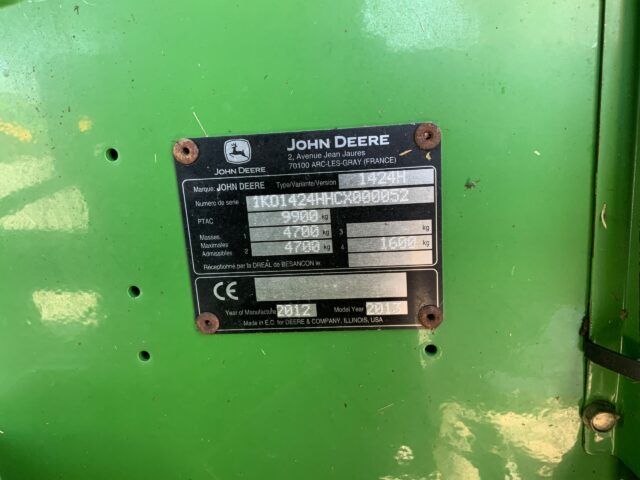 JOHN DEERE
JOHN DEERE
2, Avenue Jean Jaures
70100 ARC-LES-GRAY (FRANCE)
Marque: JOHN DEERE Type/Variante/Version 1424H
Numero de serie 1K01424HHCX000052
PTAC 9900 kg
Masses 4700 kg 3 kg
Maximales
Admissibles 2 4700 kg 4 1600 kg
Réceptionné par la DREAL de BESANCON le
CE
Year of Manufacture 2012 Model Year 2013
Made in E.C. for DEERE & COMPANY, ILLINOIS, USA